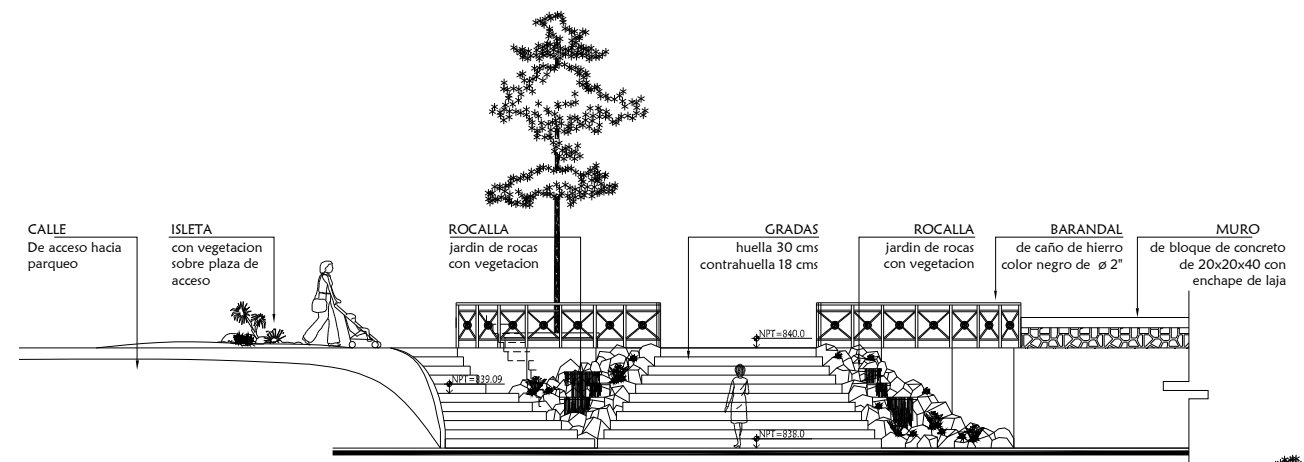 CALLE
De acceso hacia
parqueo
ISLETA
con vegetacion
sobre plaza de
acceso
ROCALLA
jardin de rocas
con vegetacion
GRADAS
huella 30 cms
contrahuella 18 cms
ROCALLA
jardin de rocas
con vegetacion
BARANDAL
de caño de hierro
color negro de ø 2"
MURO
de bloque de concreto
de 20x20x40 con
enchape de laja
NPT=840.0
NPT=839.09
NPT=838.0